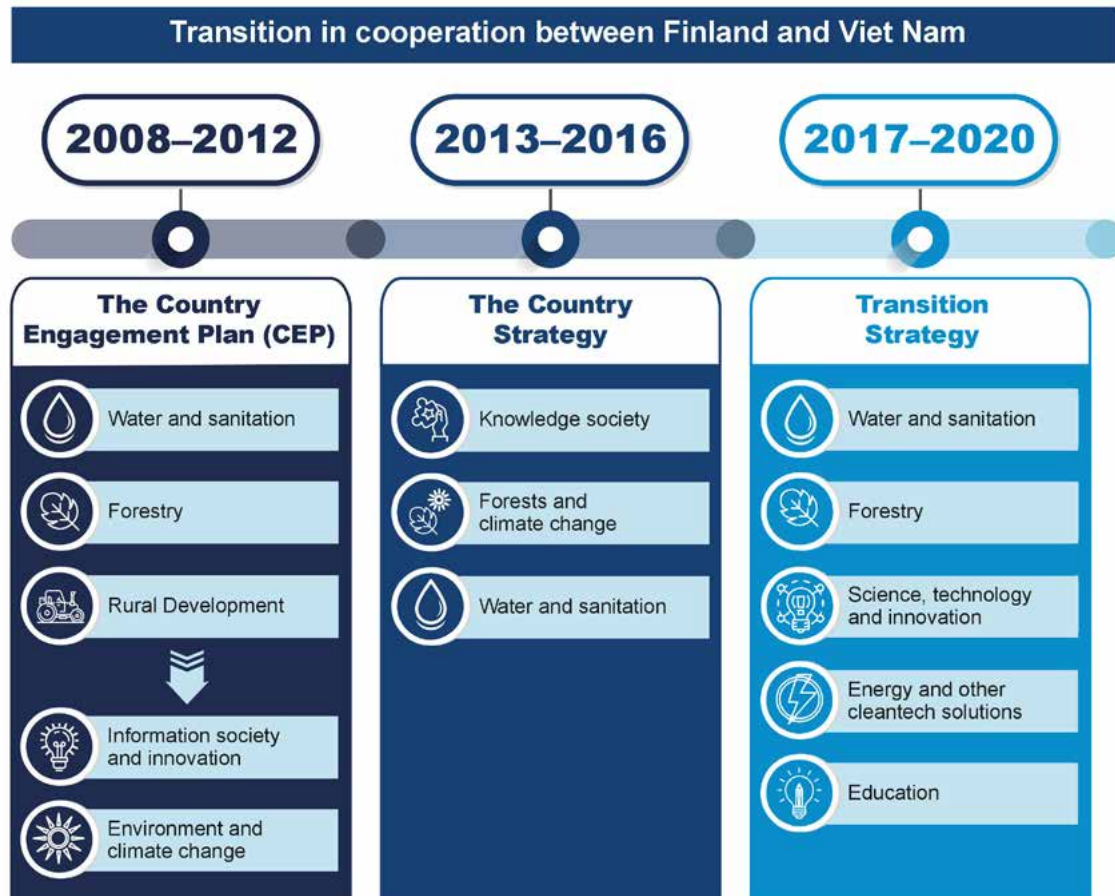 Transition in cooperation between Finland and Viet Nam
2008–2012
2013–2016
2017–2020
The Country
Engagement Plan (CEP)
Water and sanitation
Forestry
Rural Development
Information society
and innovation
Environment and
climate change
The Country
Strategy
Knowledge society
Forests and
climate change
Water and sanitation
Transition
Strategy
Water and sanitation
Forestry
Science, technology
and innovation
Energy and other
cleantech solutions
Education